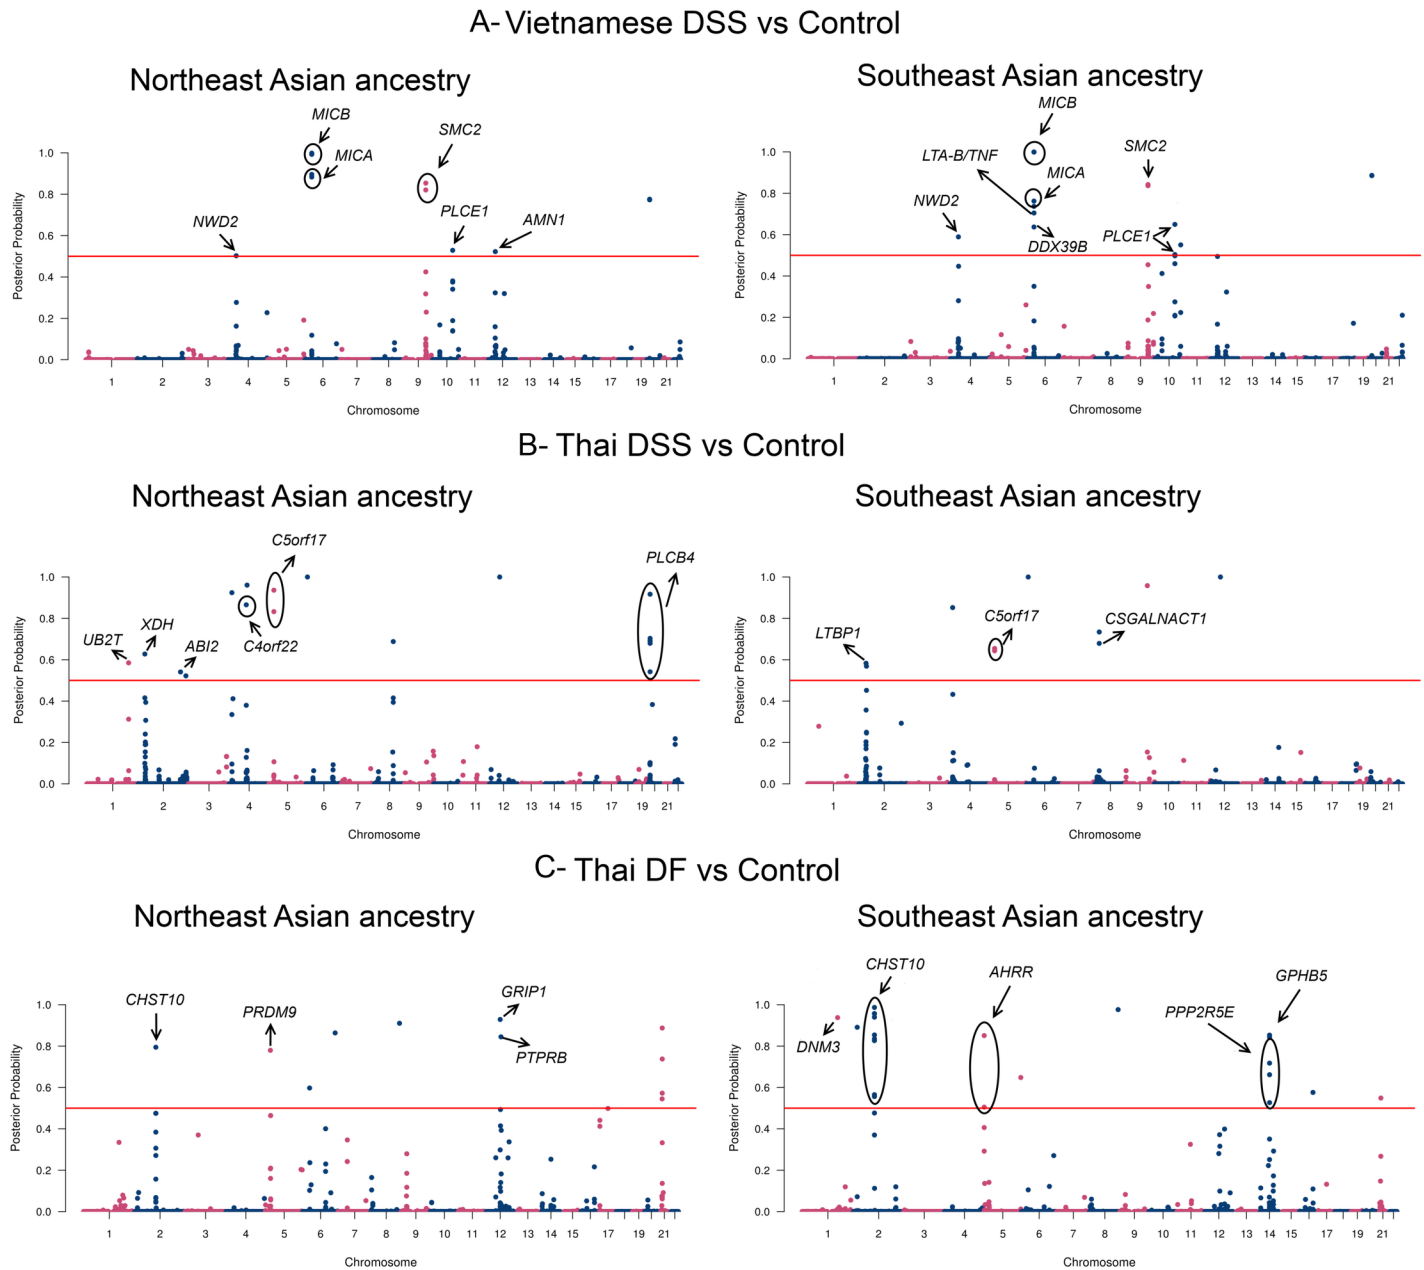 A- Vietnamese DSS vs Control
Northeast Asian ancestry
MICB
MICA
SMC2
NWD2
PLCE1
AMN1
Posterior Probability
1.0
0.8
0.6
0.4
0.2
0.0
1 2 3 4 5 6 7 8 9 10 12 13 14 15 17 19 21
Chromosome
Southeast Asian ancestry
MICB
LTA-B/TNF
MICA
SMC2
NWD2
DDX39B
PLCE1
Posterior Probability
1.0
0.8
0.6
0.4
0.2
0.0
1 2 3 4 5 6 7 8 9 10 12 13 14 15 17 19 21
Chromosome
B- Thai DSS vs Control
Northeast Asian ancestry
C5orf17
PLCB4
UB2T
XDH
ABI2
C4orf22
Posterior Probability
1.0
0.8
0.6
0.4
0.2
0.0
1 2 3 4 5 6 7 8 9 10 11 12 13 15 17 19 21
Chromosome
Southeast Asian ancestry
LTBP1
C5orf17
CSGALNACT1
Posterior Probability
1.0
0.8
0.6
0.4
0.2
0.0
1 2 3 4 5 6 7 8 9 10 11 12 13 14 15 17 19 21
Chromosome
C- Thai DF vs Control
Northeast Asian ancestry
CHST10
PRDM9
GRIP1
PTPRB
Posterior Probability
1.0
0.8
0.6
0.4
0.2
0.0
1 2 3 4 5 6 7 8 9 10 12 13 14 15 17 19 21
Chromosome
Southeast Asian ancestry
CHST10
AHRR
GPHB5
PPP2R5E
DNM3
Posterior Probability
1.0
0.8
0.6
0.4
0.2
0.0
1 2 3 4 5 6 7 8 9 10 11 12 13 14 15 17 19 21
Chromosome